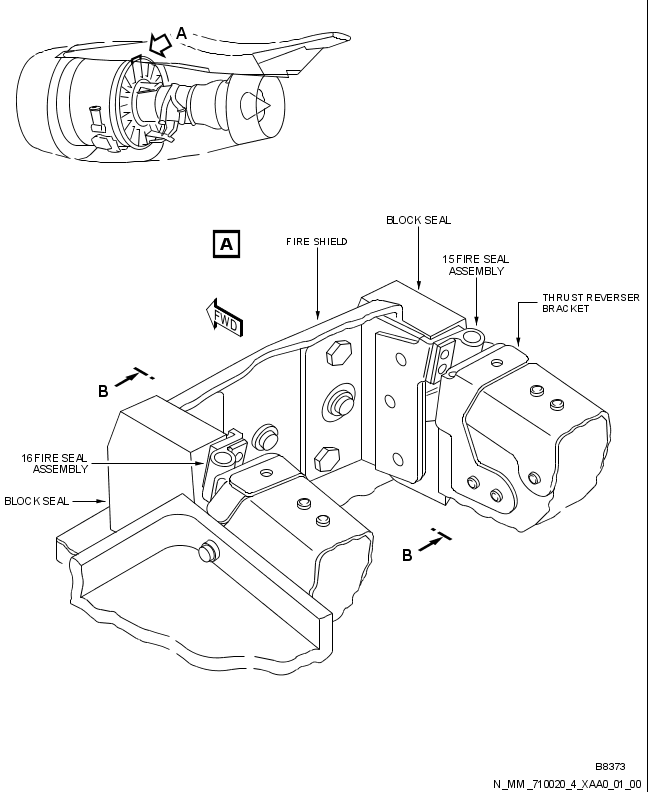 A
BLOCK SEAL
A
FIRE SHIELD
15 FIRE SEAL
ASSEMBLY
THRUST REVERSER
BRACKET
FWD
B
16 FIRE SEAL
ASSEMBLY
BLOCK SEAL
B
B8373
N_MM_710020_4_XAA0_01_00